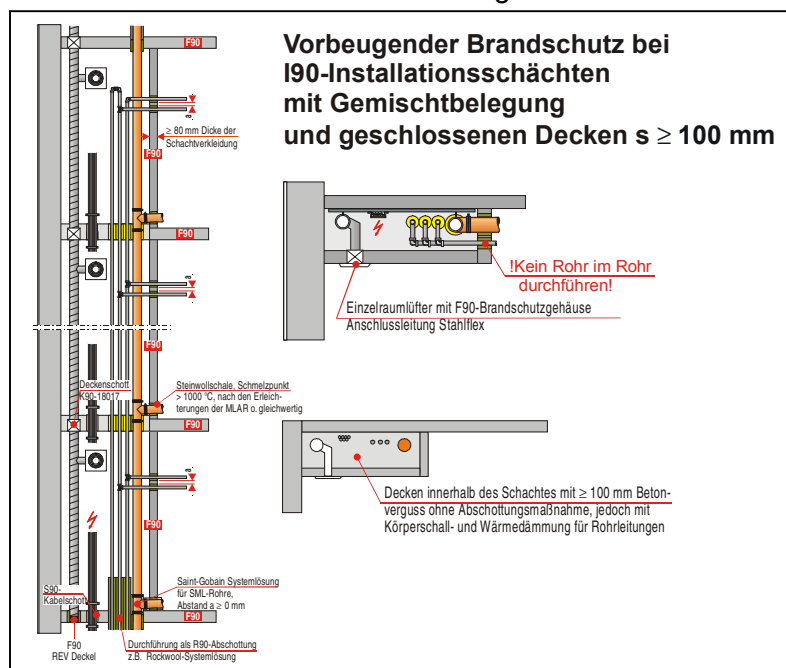 Vorbeugender Brandschutz bei
I90-Installationsschächten
mit Gemischtbelegung
und geschlossenen Decken s ≥ 100 mm
F90
a
≥ 80 mm Dicke der
Schachtverkleidung
F90
F90
!Kein Rohr im Rohr
durchführen!
Einzelraumlüfter mit F90-Brandschutzgehäuse
Anschlussleitung Stahlflex
a
F90
Deckenschott
K90-18017
Steinwollschale, Schmelzpunkt
> 1000 °C, nach den Erleich-
terungen der MLAR o. gleichwertig
F90
a
Decken innerhalb des Schachtes mit ≥ 100 mm Beton-
verguss ohne Abschottungsmaßnahme, jedoch mit
Körperschall- und Wärmedämmung für Rohrleitungen
F90
S90-
Kabelschott
Saint-Gobain Systemlösung
für SML-Rohre,
Abstand a ≥ 0 mm
F90
F90
REV Deckel
Durchführung als R90-Abschottung
z.B. Rockwool-Systemlösung